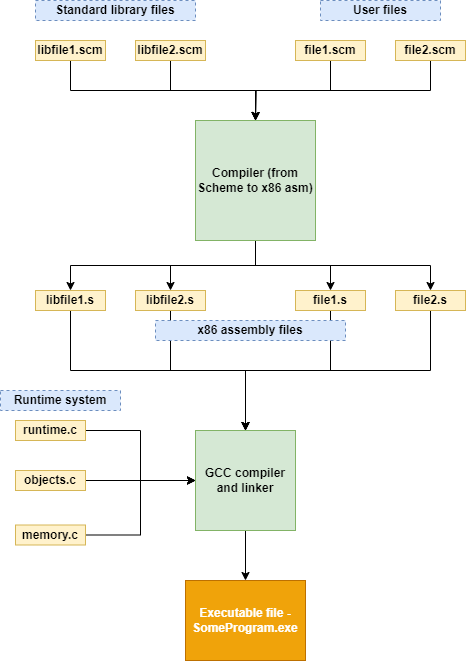 Standard library files
User files
libfile1.scm
libfile2.scm
file1.scm
file2.scm
Compiler (from
Scheme to x86 asm)
libfile1.s
libfile2.s
file1.s
file2.s
x86 assembly files
Runtime system
runtime.c
objects.c
memory.c
GCC compiler
and linker
Executable file -
SomeProgram.exe